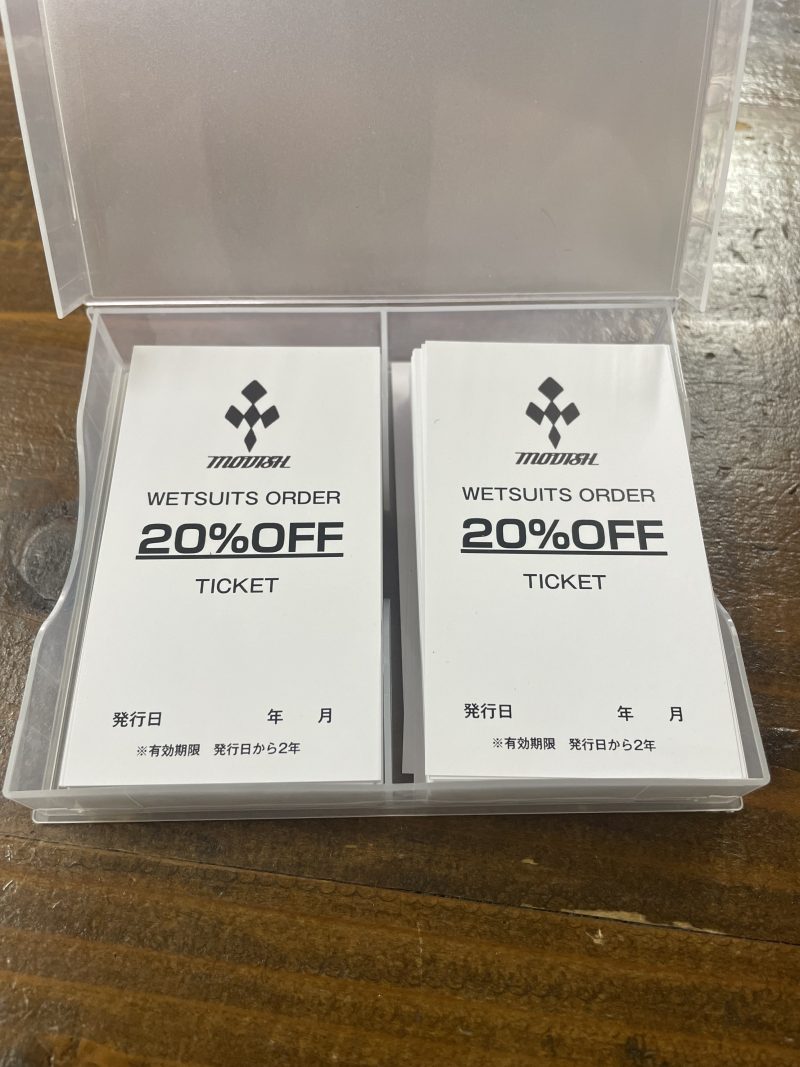 MODISH
WETSUITS ORDER
20%OFF
TICKET
発行日 年 月
※有効期限 発行日から2年
MODISH
WETSUITS ORDER
20%OFF
TICKET
発行日 年 月
※有効期限 発行日から2年